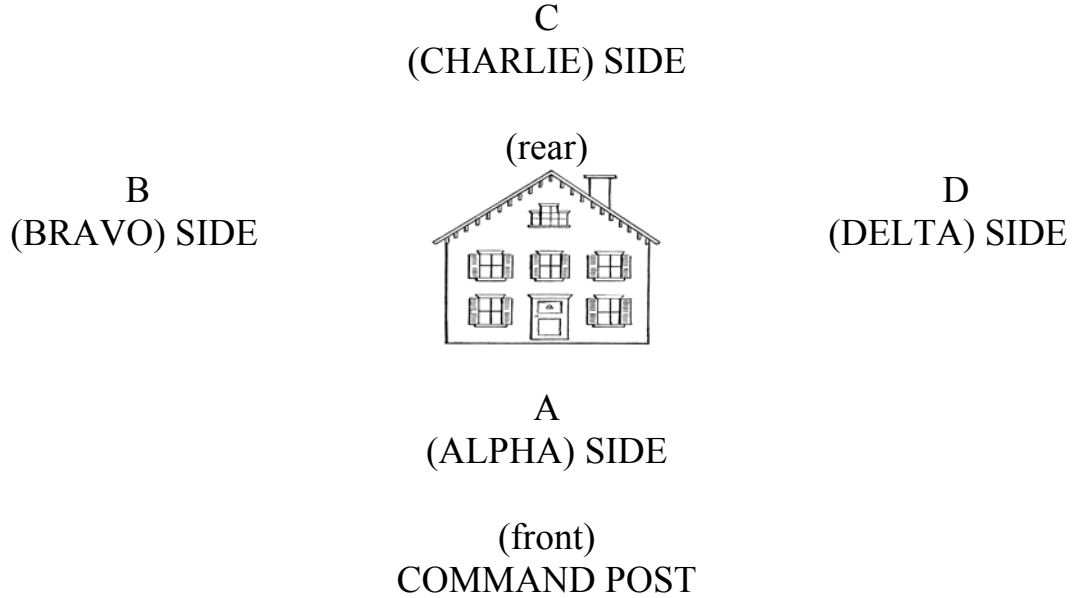 C
(CHARLIE) SIDE
(rear)
B
(BRAVO) SIDE
D
(DELTA) SIDE
A
(ALPHA) SIDE
(front)
COMMAND POST